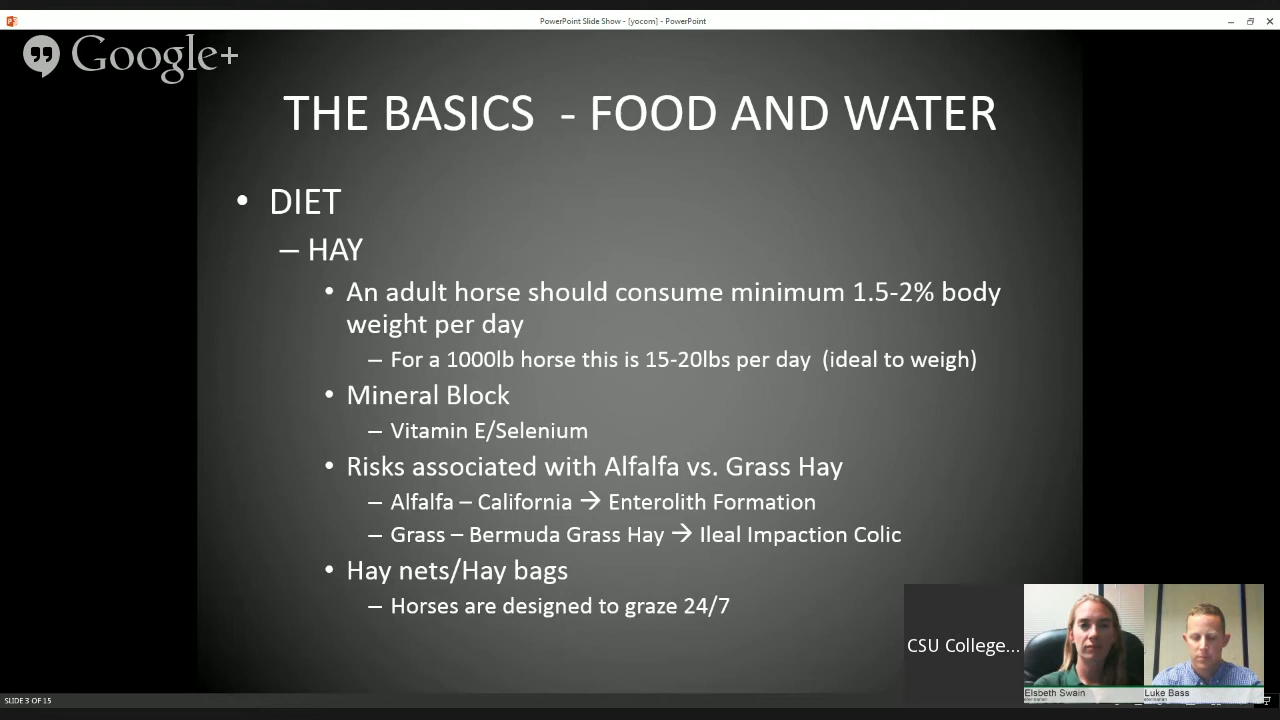 PowerPoint Slide Show - [yocom] - PowerPoint
Google+
THE BASICS - FOOD AND WATER
• DIET
– HAY
• An adult horse should consume minimum 1.5-2% body
weight per day
– For a 1000lb horse this is 15-20lbs per day (ideal to weigh)
• Mineral Block
– Vitamin E/Selenium
• Risks associated with Alfalfa vs. Grass Hay
– Alfalfa – California → Enterolith Formation
– Grass – Bermuda Grass Hay → Ileal Impaction Colic
• Hay nets/Hay bags
– Horses are designed to graze 24/7
CSU College...
Elsbeth Swain
Luke Bass
SLIDE 3 OF 15